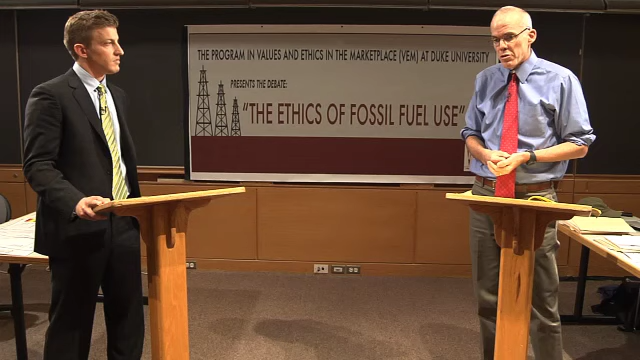 THE PROGRAM IN VALUES AND ETHICS IN THE MARKETPLACE (VEM) AT DUKE UNIVERSITY
PRESENTS THE DEBATE:
"THE ETHICS OF FOSSIL FUEL USE"